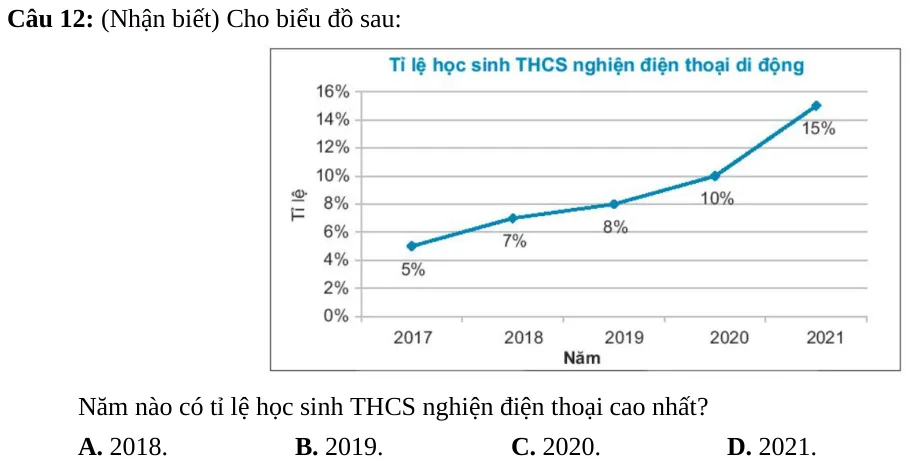 Câu 12: (Nhận biết) Cho biểu đồ sau:
Tỉ lệ học sinh THCS nghiện điện thoại di động
16%
14%
12%
10%
8%
6%
4%
2%
0%
Tỉ lệ
5%
7%
8%
10%
15%
2017 2018 2019 2020 2021
Năm
Năm nào có tỉ lệ học sinh THCS nghiện điện thoại cao nhất?
A. 2018. B. 2019. C. 2020. D. 2021.